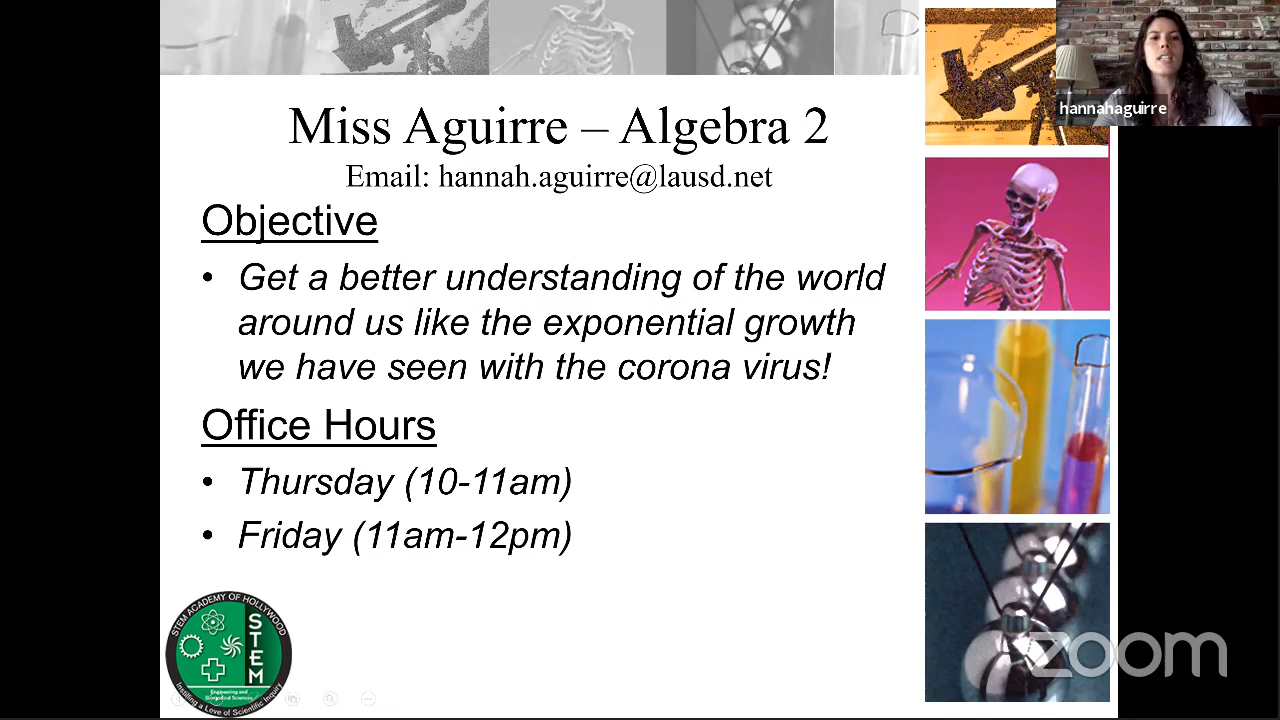 hannahaguirre
Miss Aguirre – Algebra 2
Email: hannah.aguirre@lausd.net
Objective
• Get a better understanding of the world
around us like the exponential growth
we have seen with the corona virus!
Office Hours
• Thursday (10-11am)
• Friday (11am-12pm)
STEM ACADEMY OF HOLLYWOOD
STEM
Engineering and
Biomedical Sciences
Instilling a Love of Scientific Inquiry
zoom